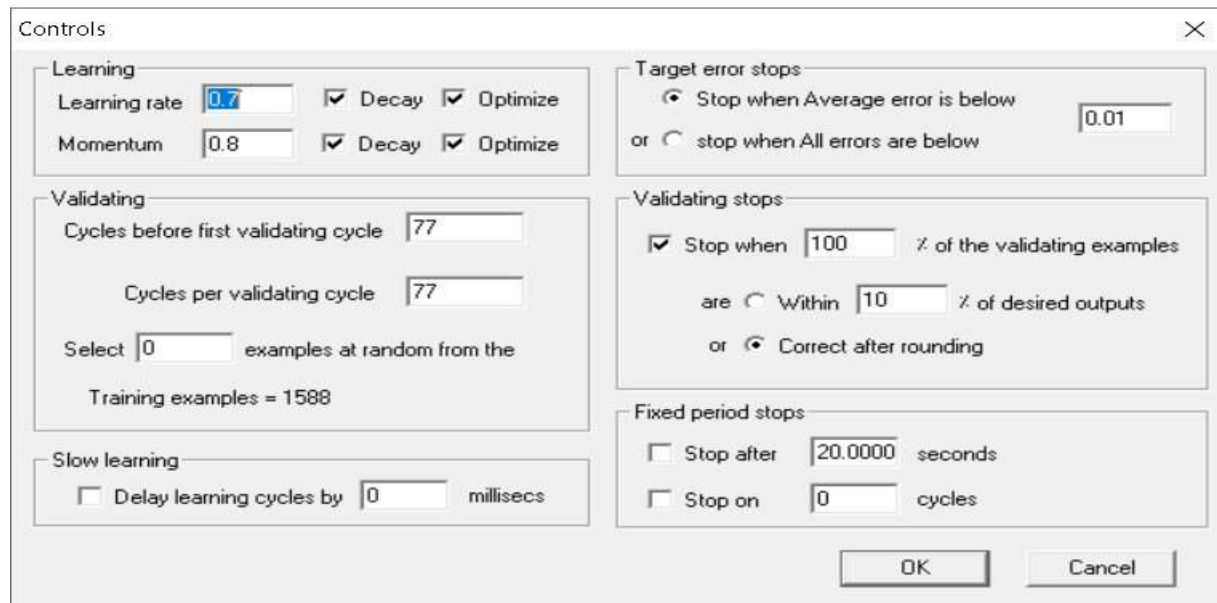 Controls
Learning
Learning rate 0.7 Decay Optimize
Momentum 0.8 Decay Optimize
Validating
Cycles before first validating cycle 77
Cycles per validating cycle 77
Select 0 examples at random from the
Training examples = 1588
Slow learning
Delay learning cycles by 0 millisecs
Target error stops
Stop when Average error is below
0.01
or stop when All errors are below
Validating stops
Stop when 100 % of the validating examples
are Within 10 % of desired outputs
or Correct after rounding
Fixed period stops
Stop after 20.0000 seconds
Stop on 0 cycles
OK Cancel